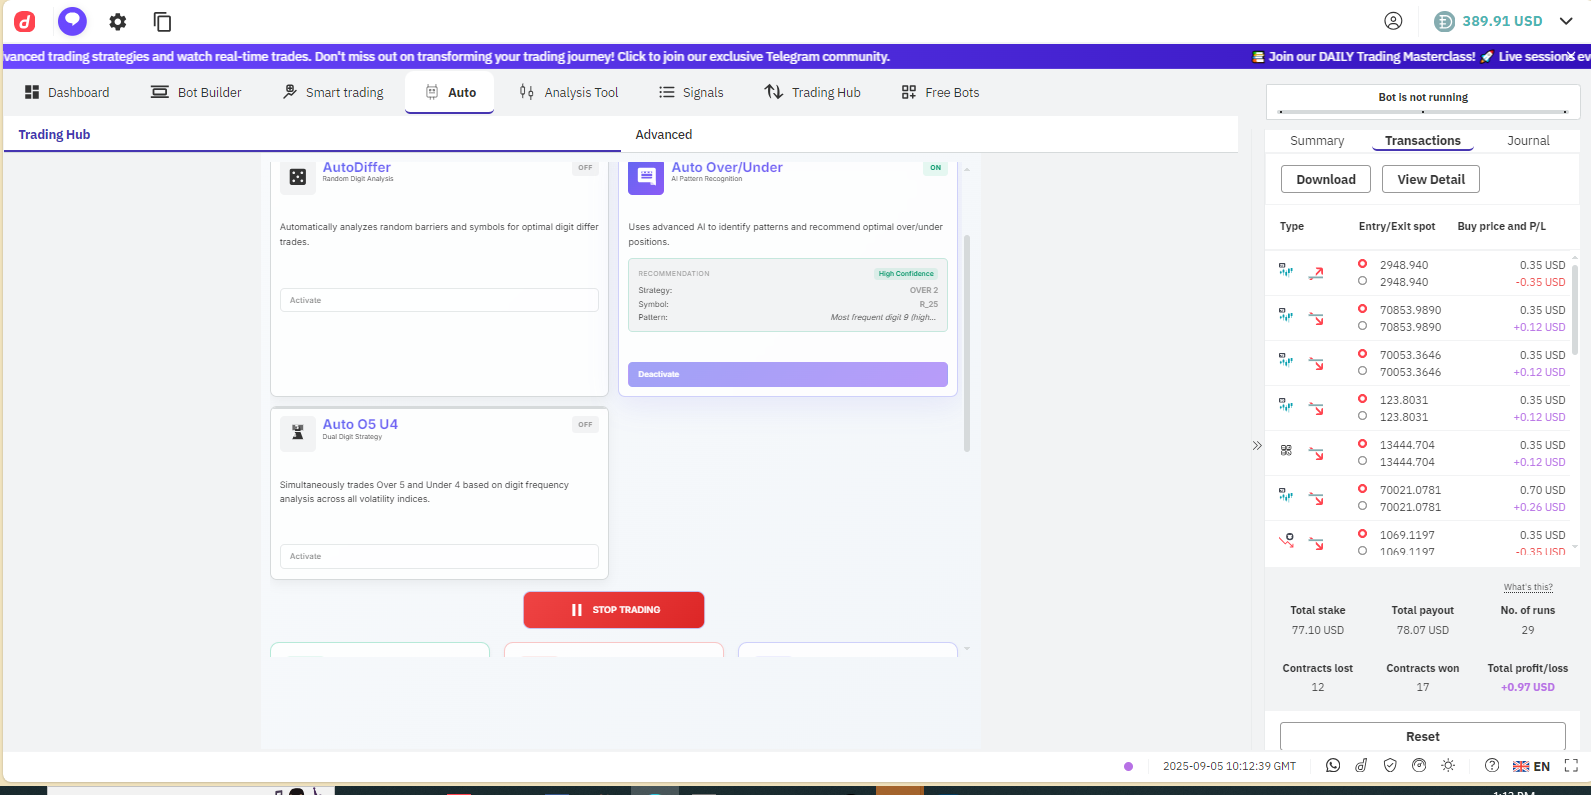 389.91 USD
vanced trading strategies and watch real-time trades. Don't miss out on transforming your trading journey! Click to join our exclusive Telegram community.
Join our DAILY Trading Masterclass! 🚀 Live sessions ev
Dashboard
Bot Builder
Smart trading
Auto
Analysis Tool
Signals
Trading Hub
Free Bots
Trading Hub
Advanced
AutoDiffer
OFF
Random Digit Analysis
Automatically analyzes random barriers and symbols for optimal digit differ
trades.
Activate
Auto Over/Under
ON
AI Pattern Recognition
Uses advanced AI to identify patterns and recommend optimal over/under
positions.
RECOMMENDATION
High Confidence
Strategy: OVER 2
Symbol: R_25
Pattern: Most frequent digit 9 (high...
Deactivate
Auto O5 U4
OFF
Dual Digit Strategy
Simultaneously trades Over 5 and Under 4 based on digit frequency
analysis across all volatility indices.
Activate
STOP TRADING
Bot is not running
Summary
Transactions
Journal
Download
View Detail
Type
Entry/Exit spot
Buy price and P/L
2948.940 0.35 USD
2948.940 -0.35 USD
70853.9890 0.35 USD
70853.9890 +0.12 USD
70053.3646 0.35 USD
70053.3646 +0.12 USD
123.8031 0.35 USD
123.8031 +0.12 USD
13444.704 0.35 USD
13444.704 +0.12 USD
70021.0781 0.70 USD
70021.0781 +0.26 USD
1069.1197 0.35 USD
1069.1197 -0.35 USD
What's this?
Total stake
Total payout
No. of runs
77.10 USD
78.07 USD
29
Contracts lost
Contracts won
Total profit/loss
12
17
+0.97 USD
Reset
2025-09-05 10:12:39 GMT
EN